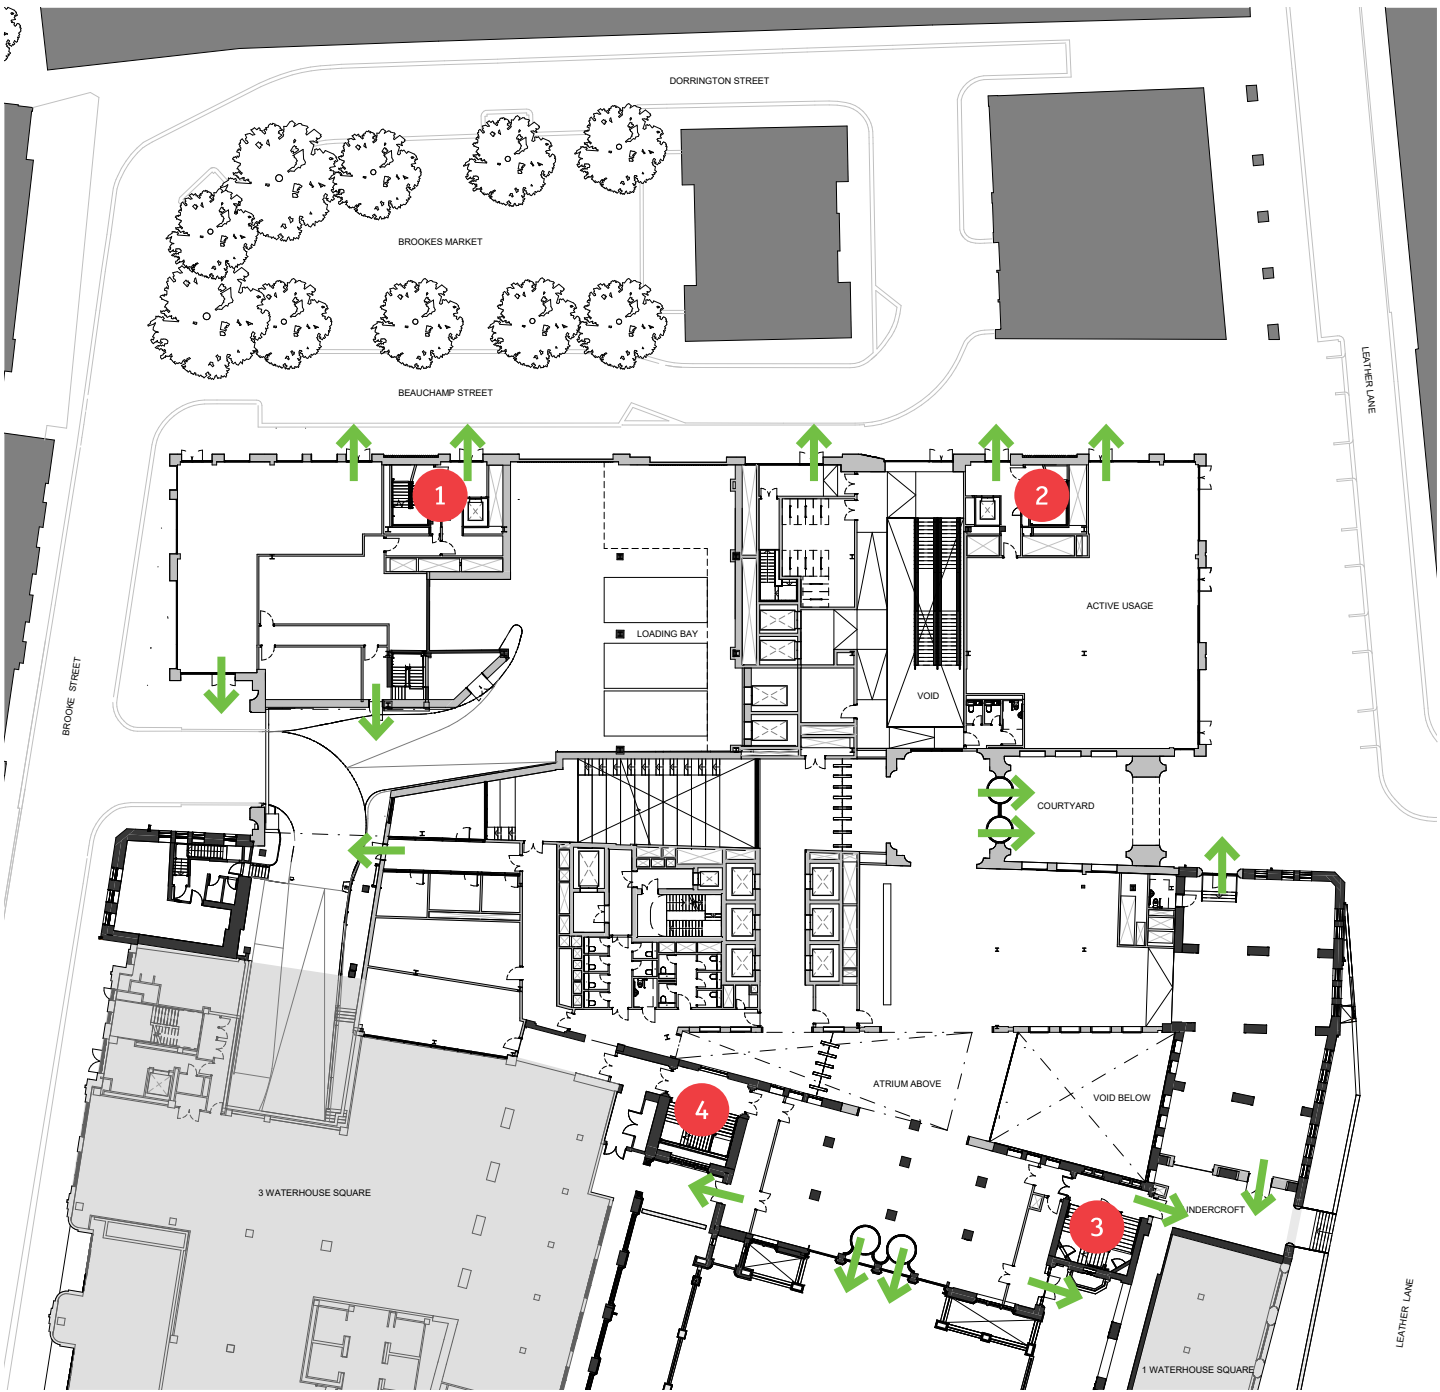 DORRINGTON STREET
BROOKES MARKET
LEATHER LANE
BEAUCHAMP STREET
1
2
ACTIVE USAGE
LOADING BAY
BROOKE STREET
VOID
COURTYARD
ATRIUM ABOVE
VOID BELOW
4
3 WATERHOUSE SQUARE
UNDERCROFT
3
LEATHER LANE
1 WATERHOUSE SQUARE